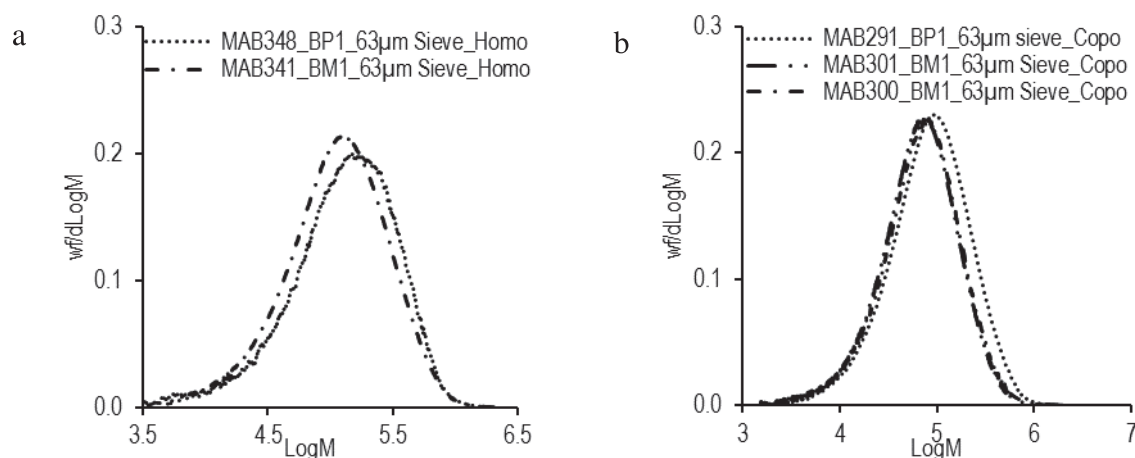 a
0.3
MAB348_BP1_63µm Sieve_Homo
MAB341_BM1_63µm Sieve_Homo
0.2
wf/dLogM
0.1
0.0
3.5
4.5
5.5
6.5
LogM
b
0.3
MAB291_BP1_63µm sieve_Copo
MAB301_BM1_63µm Sieve_Copo
MAB300_BM1_63µm Sieve_Copo
0.2
wf/dLogM
0.1
0.0
3
4
5
6
7
LogM